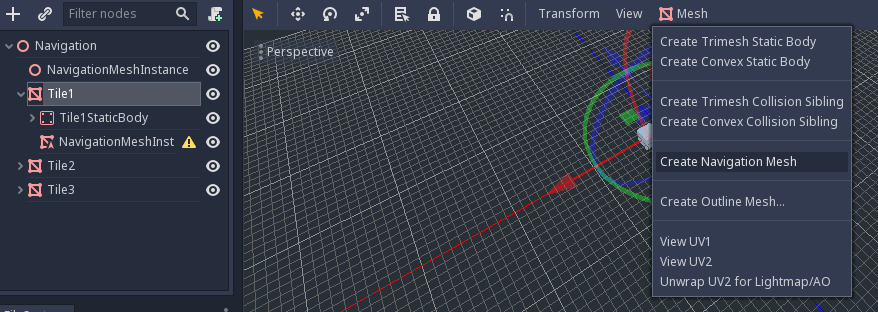 Filter nodes
Transform View Mesh
Navigation
NavigationMeshInstance
Tile1
Tile1StaticBody
NavigationMeshInst
Tile2
Tile3
Perspective
Create Trimesh Static Body
Create Convex Static Body
Create Trimesh Collision Sibling
Create Convex Collision Sibling
Create Navigation Mesh
Create Outline Mesh...
View UV1
View UV2
Unwrap UV2 for Lightmap/AO